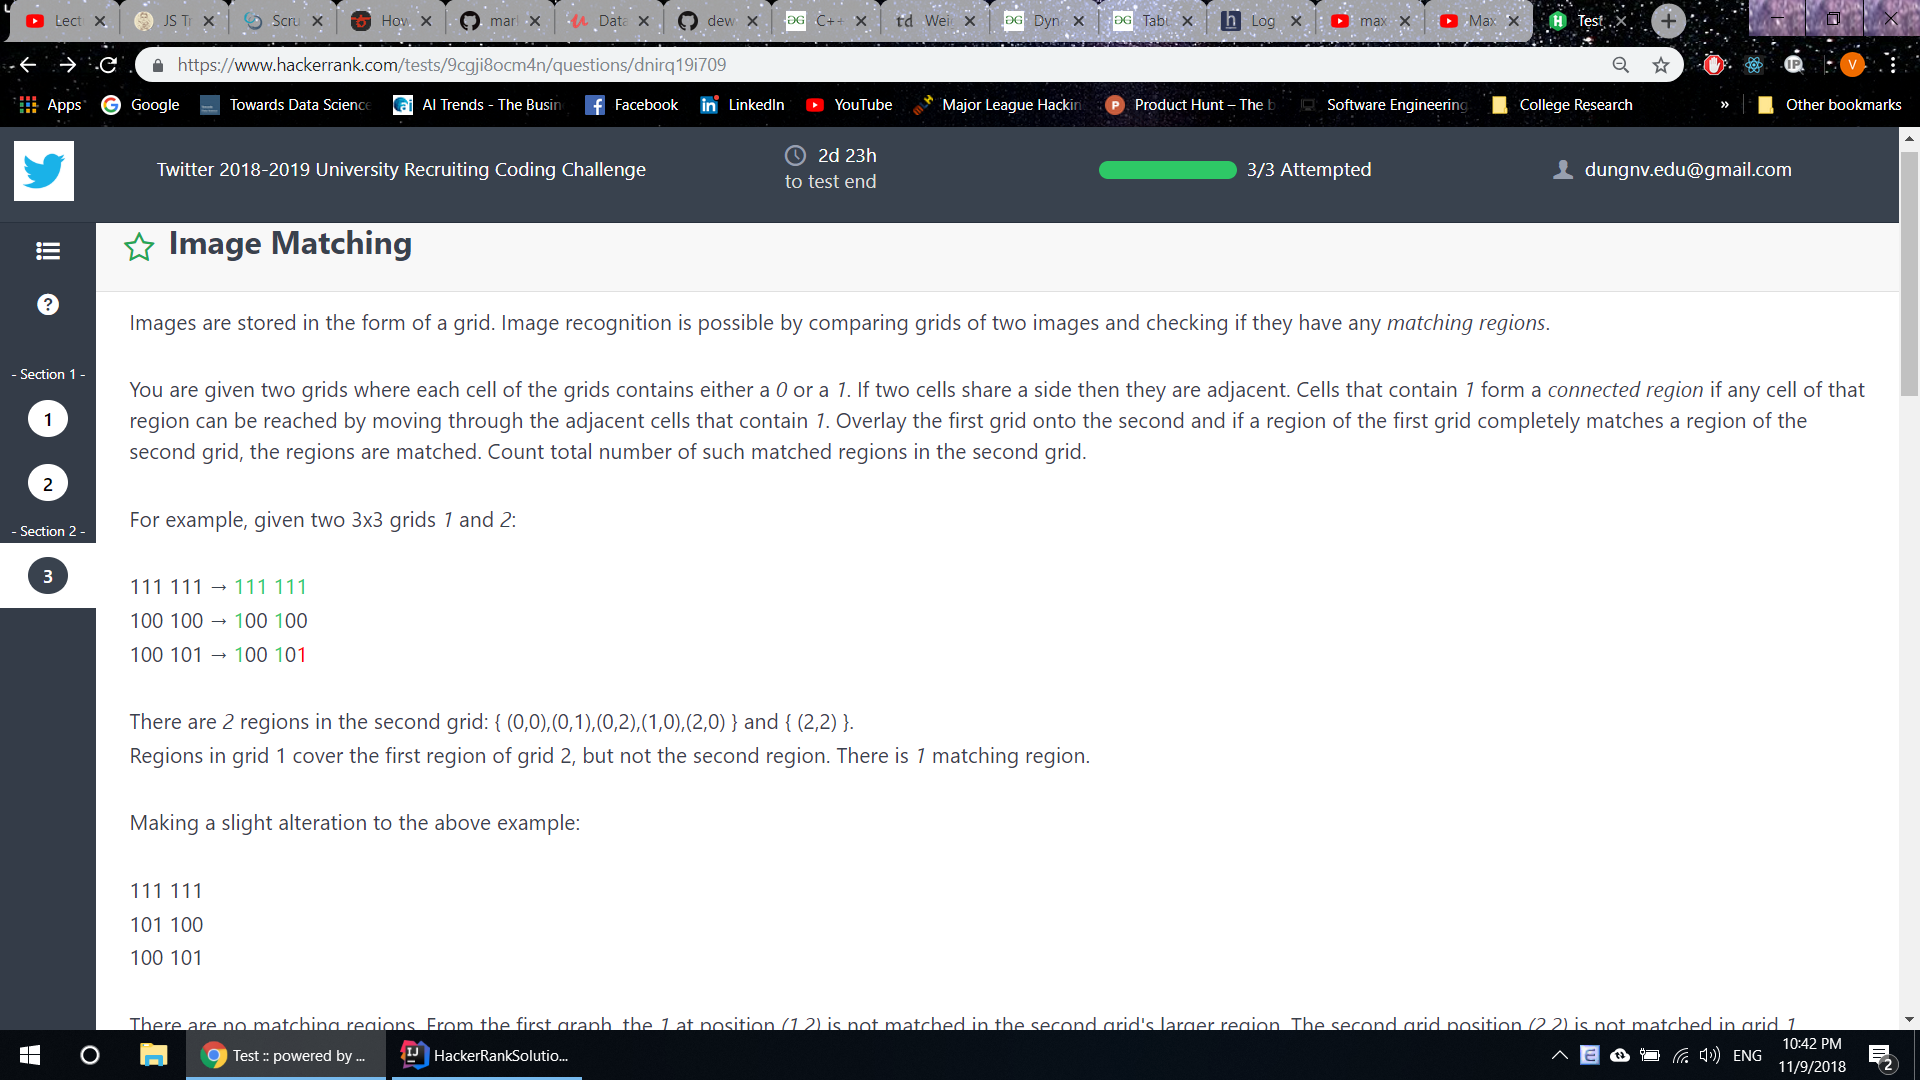 Lect
JS Tr
Scru
How
mar
Data
dew
C++
Wei
Dyn
Tabu
Log
max
Max
Test
https://www.hackerrank.com/tests/9cgji8ocm4n/questions/dnirq19i709
IP
V
Apps
Google
Towards Data Science
AI Trends - The Busin
Facebook
LinkedIn
YouTube
Major League Hackin
Product Hunt – The b
Software Engineering
College Research
»
Other bookmarks
Twitter 2018-2019 University Recruiting Coding Challenge
2d 23h
to test end
3/3 Attempted
dungnv.edu@gmail.com
Image Matching
?
- Section 1 -
1
2
- Section 2 -
3
Images are stored in the form of a grid. Image recognition is possible by comparing grids of two images and checking if they have any matching regions.
You are given two grids where each cell of the grids contains either a 0 or a 1. If two cells share a side then they are adjacent. Cells that contain 1 form a connected region if any cell of that
region can be reached by moving through the adjacent cells that contain 1. Overlay the first grid onto the second and if a region of the first grid completely matches a region of the
second grid, the regions are matched. Count total number of such matched regions in the second grid.
For example, given two 3x3 grids 1 and 2:
111 111 → 111 111
100 100 → 100 100
100 101 → 100 101
There are 2 regions in the second grid: { (0,0),(0,1),(0,2),(1,0),(2,0) } and { (2,2) }.
Regions in grid 1 cover the first region of grid 2, but not the second region. There is 1 matching region.
Making a slight alteration to the above example:
111 111
101 100
100 101
There are no matching regions. From the first graph, the 1 at position (1,2) is not matched in the second grid's larger region. The second grid position (2,2) is not matched in grid 1.
Test :: powered by ...
HackerRankSolutio...
ENG
10:42 PM
11/9/2018
2